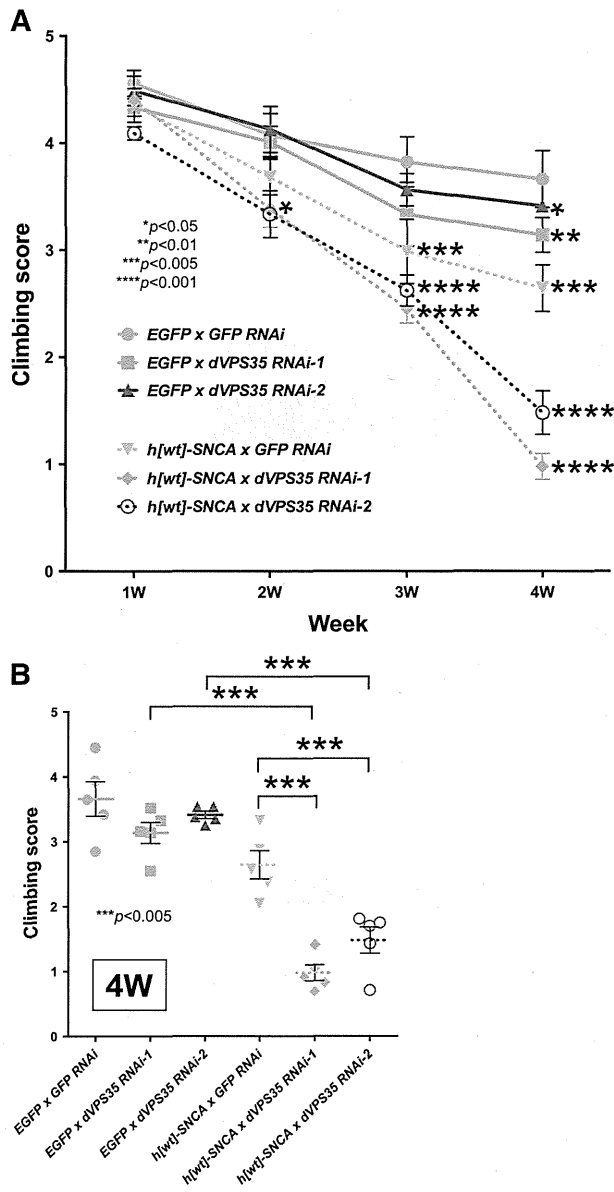 A
5
4
3
2
1
0
Climbing score
*
***
****
****
*
**
***
****
****
*p<0.05
**p<0.01
***p<0.005
****p<0.001
EGFP x GFP RNAi
EGFP x dVPS35 RNAi-1
EGFP x dVPS35 RNAi-2
h[wt]-SNCA x GFP RNAi
h[wt]-SNCA x dVPS35 RNAi-1
h[wt]-SNCA x dVPS35 RNAi-2
1W 2W 3W 4W
Week
B
***
***
***
***
5
4
3
2
1
0
Climbing score
***p<0.005
4W
EGFP x GFP RNAi
EGFP x dVPS35 RNAi-1
EGFP x dVPS35 RNAi-2
h[wt]-SNCA x GFP RNAi
h[wt]-SNCA x dVPS35 RNAi-1
h[wt]-SNCA x dVPS35 RNAi-2